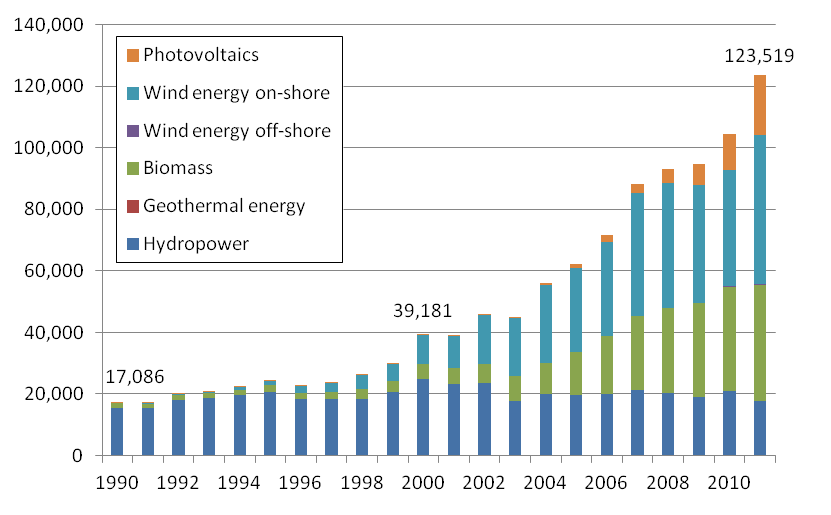 140,000
120,000
100,000
80,000
60,000
40,000
20,000
0
Photovoltaics
Wind energy on-shore
Wind energy off-shore
Biomass
Geothermal energy
Hydropower
123,519
39,181
17,086
1990 1992 1994 1996 1998 2000 2002 2004 2006 2008 2010